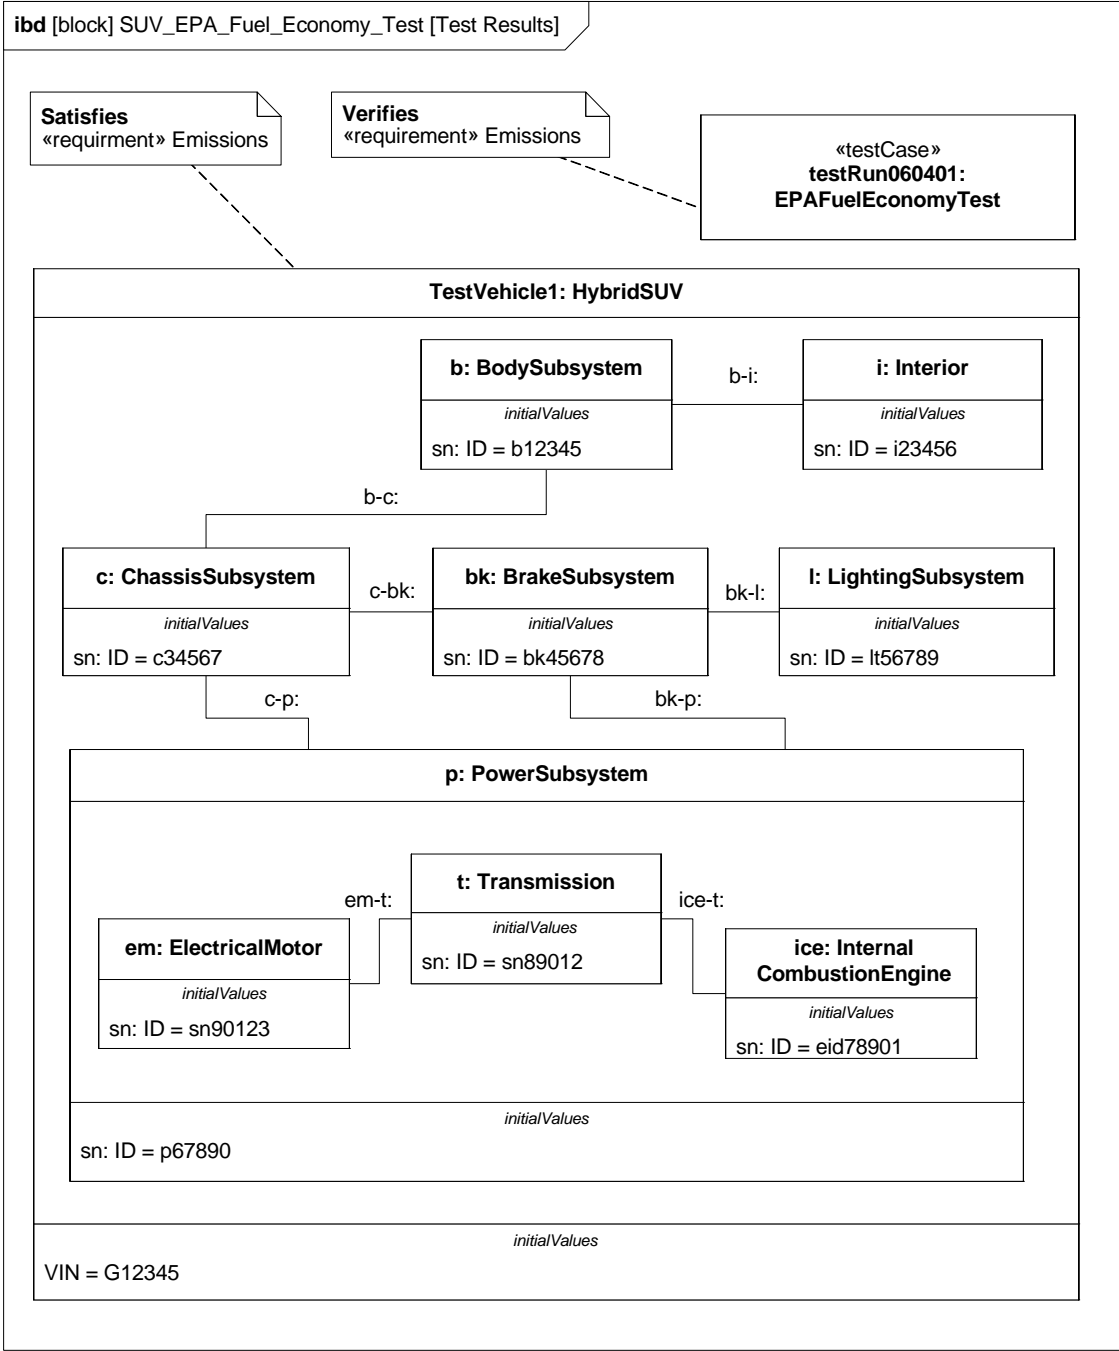 ibd [block] SUV_EPA_Fuel_Economy_Test [Test Results]
Satisfies
«requirment» Emissions
Verifies
«requirement» Emissions
«testCase»
testRun060401:
EPAFuelEconomyTest
TestVehicle1: HybridSUV
b: BodySubsystem
initialValues
sn: ID = b12345
b-i:
i: Interior
initialValues
sn: ID = i23456
b-c:
c: ChassisSubsystem
initialValues
sn: ID = c34567
c-bk:
bk: BrakeSubsystem
initialValues
sn: ID = bk45678
bk-l:
l: LightingSubsystem
initialValues
sn: ID = lt56789
c-p:
bk-p:
p: PowerSubsystem
em-t:
t: Transmission
initialValues
sn: ID = sn89012
ice-t:
em: ElectricalMotor
initialValues
sn: ID = sn90123
ice: Internal
CombustionEngine
initialValues
sn: ID = eid78901
initialValues
sn: ID = p67890
initialValues
VIN = G12345